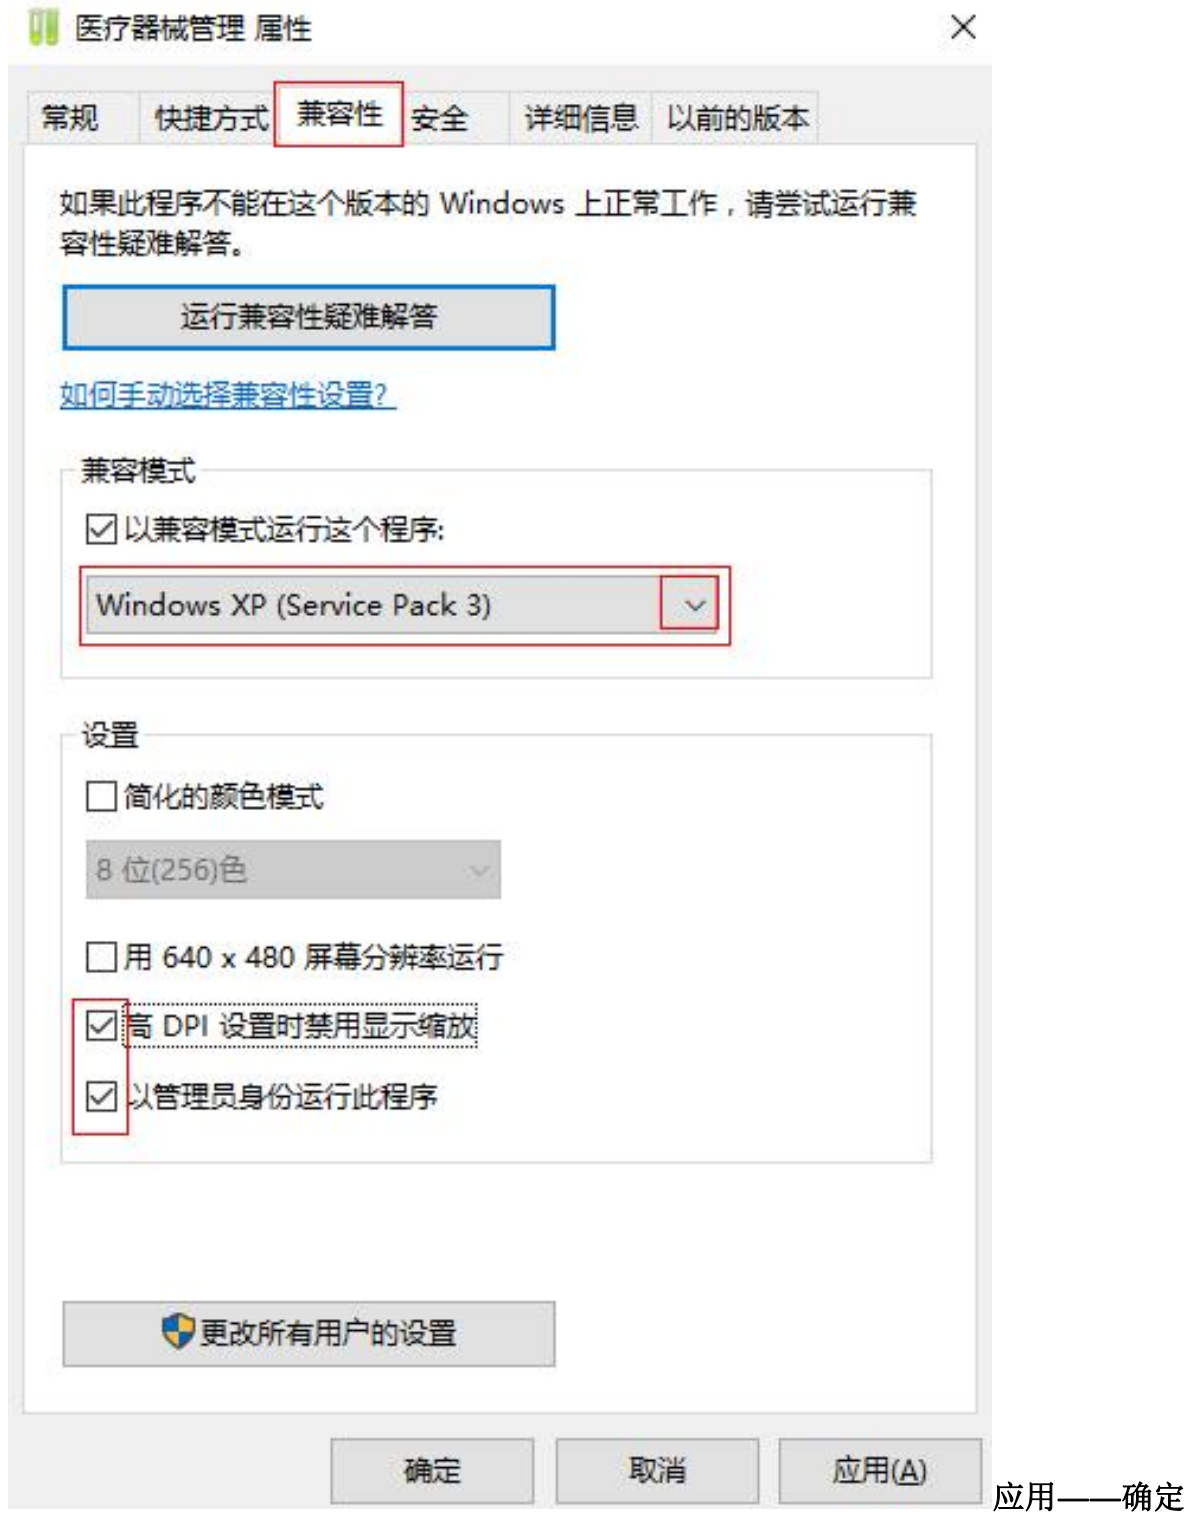 医疗器械管理 属性
常规 快捷方式 兼容性 安全 详细信息 以前的版本
如果此程序不能在这个版本的 Windows 上正常工作，请尝试运行兼
容性疑难解答。
运行兼容性疑难解答
如何手动选择兼容性设置?
兼容模式
以兼容模式运行这个程序:
Windows XP (Service Pack 3)
设置
简化的颜色模式
8 位(256)色
用 640 x 480 屏幕分辨率运行
高 DPI 设置时禁用显示缩放
以管理员身份运行此程序
更改所有用户的设置
确定 取消 应用(A)
应用——确定